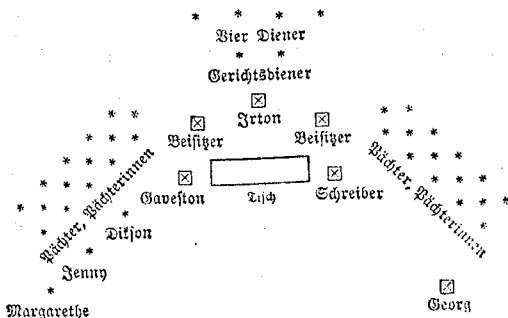 Vier Diener
Gerichtsdiener
Irton
Beisitzer
Beisitzer
Pächter, Pächterinnen
Pächter, Pächterinnen
Gaveston
Tisch
Schreiber
Dikson
Jenny
Margarethe
Georg